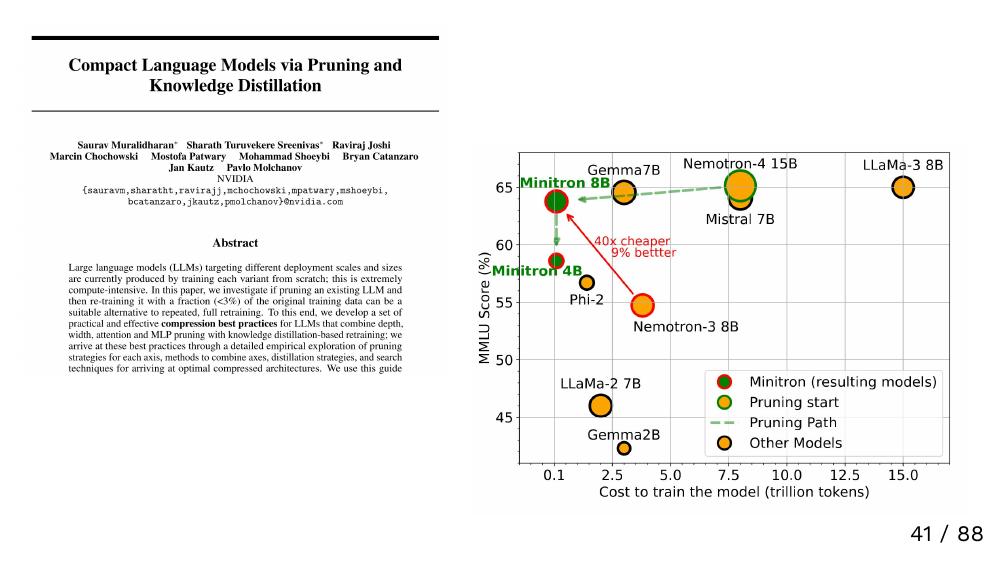 Compact Language Models via Pruning and
Knowledge Distillation
Saurav Muralidharan* Sharath Turuvekere Sreenivas* Raviraj Joshi
Marcin Chochowski Mostofa Patwary Mohammad Shoeybi Bryan Catanzaro
Jan Kautz Pavlo Molchanov
NVIDIA
{sauravm,sharatht,ravirajj,mchochowski,mpatwary,mshoeybi,
bcatanzaro,jkautz,pmolchanov}@nvidia.com
Abstract
Large language models (LLMs) targeting different deployment scales and sizes
are currently produced by training each variant from scratch; this is extremely
compute-intensive. In this paper, we investigate if pruning an existing LLM and
then re-training it with a fraction (<3%) of the original training data can be a
suitable alternative to repeated, full retraining. To this end, we develop a set of
practical and effective compression best practices for LLMs that combine depth,
width, attention and MLP pruning with knowledge distillation-based retraining; we
arrive at these best practices through a detailed empirical exploration of pruning
strategies for each axis, methods to combine axes, distillation strategies, and search
techniques for arriving at optimal compressed architectures. We use this guide
MMLU Score (%)
65
60
55
50
45
Minitron 8B
Gemma7B
Nemotron-4 15B
LLaMa-3 8B
Mistral 7B
40x cheaper
9% bettter
Minitron 4B
Phi-2
Nemotron-3 8B
LLaMa-2 7B
Gemma2B
Minitron (resulting models)
Pruning start
Pruning Path
Other Models
0.1 2.5 5.0 7.5 10.0 12.5 15.0
Cost to train the model (trillion tokens)
41 / 88